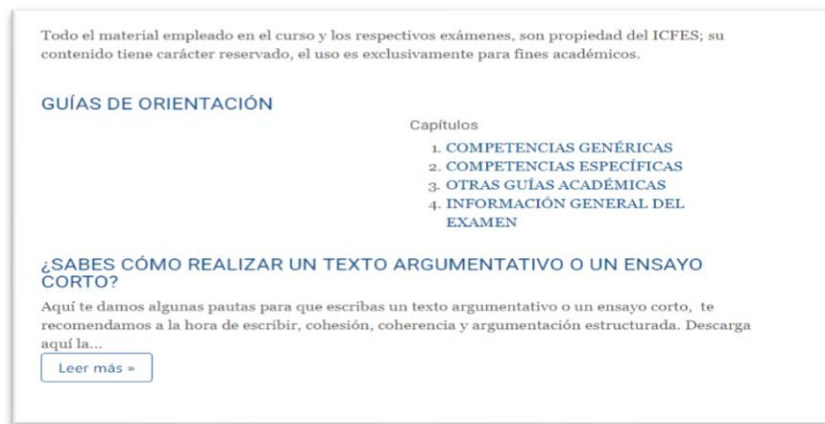 Todo el material empleado en el curso y los respectivos exámenes, son propiedad del ICFES; su
contenido tiene carácter reservado, el uso es exclusivamente para fines académicos.
GUÍAS DE ORIENTACIÓN
Capítulos
1. COMPETENCIAS GENÉRICAS
2. COMPETENCIAS ESPECÍFICAS
3. OTRAS GUÍAS ACADÉMICAS
4. INFORMACIÓN GENERAL DEL
EXAMEN
¿SABES CÓMO REALIZAR UN TEXTO ARGUMENTATIVO O UN ENSAYO
CORTO?
Aquí te damos algunas pautas para que escribas un texto argumentativo o un ensayo corto, te
recomendamos a la hora de escribir, cohesión, coherencia y argumentación estructurada. Descarga
aquí la...
Leer más »